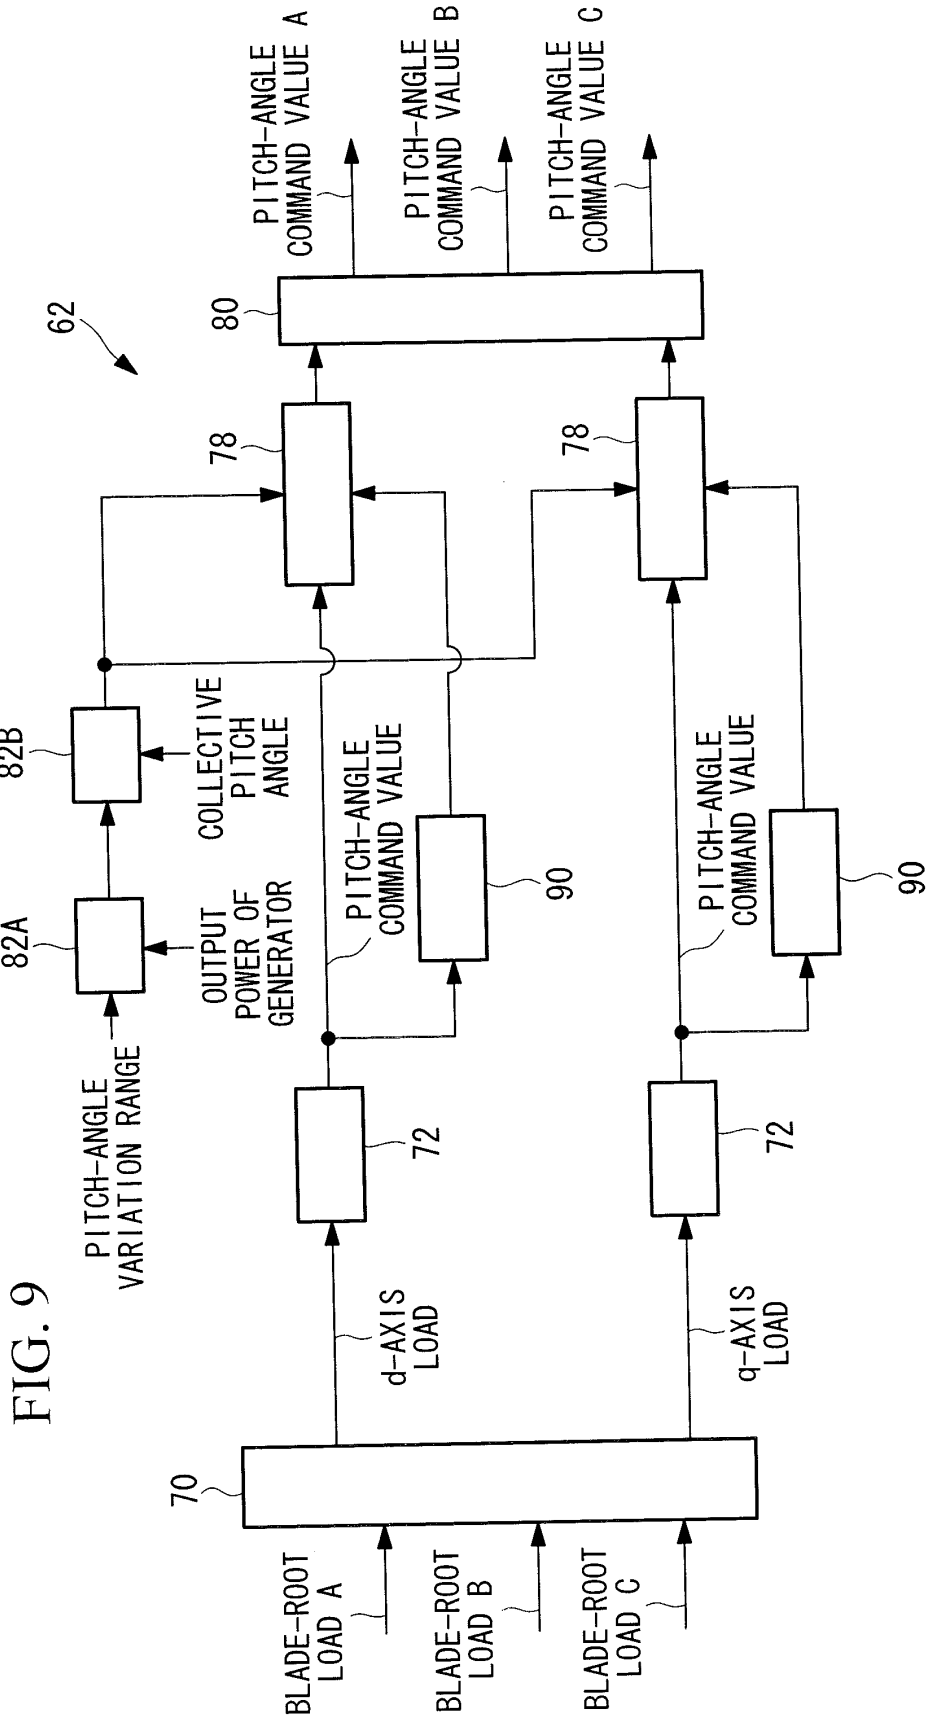 FIG. 9
62
PITCH-ANGLE
VARIATION RANGE
82A
OUTPUT
POWER OF
GENERATOR
82B
COLLECTIVE
PITCH
ANGLE
BLADE-ROOT
LOAD A
BLADE-ROOT
LOAD B
BLADE-ROOT
LOAD C
70
d-AXIS
LOAD
72
PITCH-ANGLE
COMMAND VALUE
90
78
q-AXIS
LOAD
72
PITCH-ANGLE
COMMAND VALUE
90
78
80
PITCH-ANGLE
COMMAND VALUE A
PITCH-ANGLE
COMMAND VALUE B
PITCH-ANGLE
COMMAND VALUE C